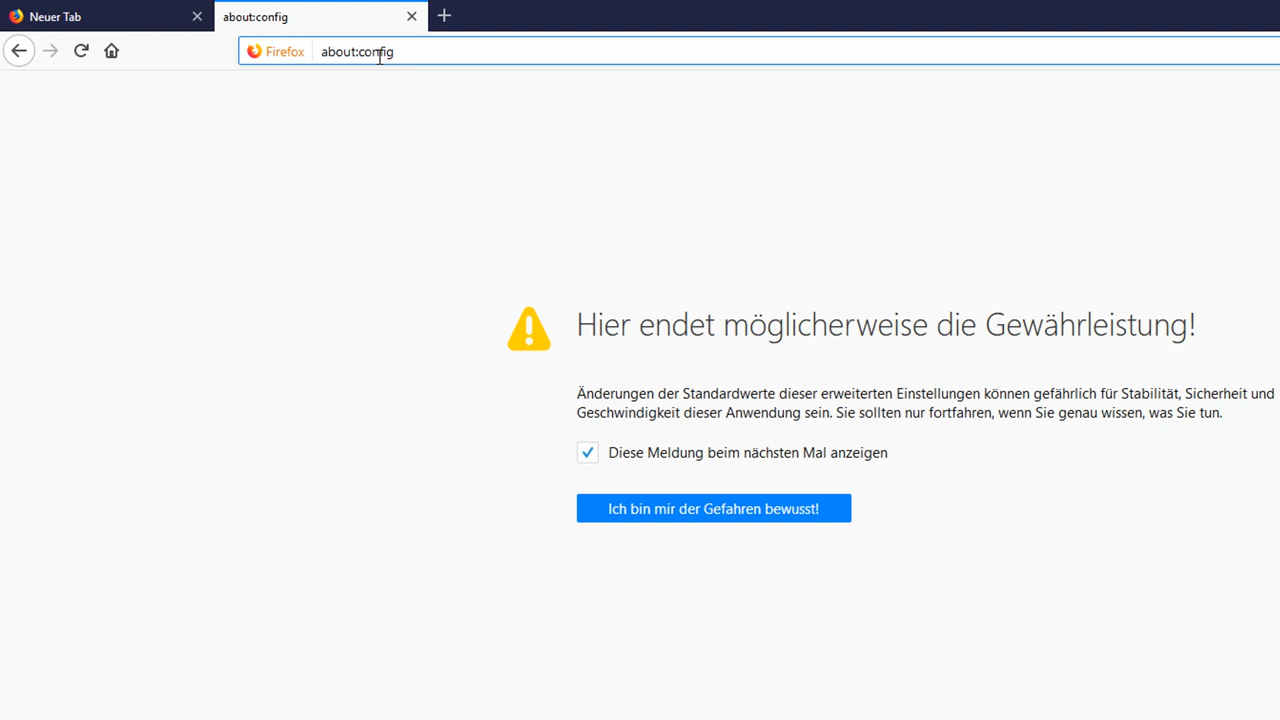 Neuer Tab
about:config
Firefox about:config
Hier endet möglicherweise die Gewährleistung!
Änderungen der Standardwerte dieser erweiterten Einstellungen können gefährlich für Stabilität, Sicherheit und
Geschwindigkeit dieser Anwendung sein. Sie sollten nur fortfahren, wenn Sie genau wissen, was Sie tun.
Diese Meldung beim nächsten Mal anzeigen
Ich bin mir der Gefahren bewusst!